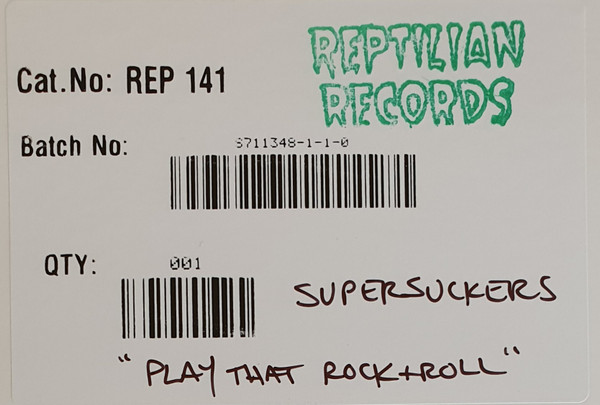 REPTILIAN
RECORDS
Cat.No: REP 141
Batch No:
S711348-1-1-0
QTY:
001
SUPERSUCKERS
"PLAY THAT ROCK+ROLL"